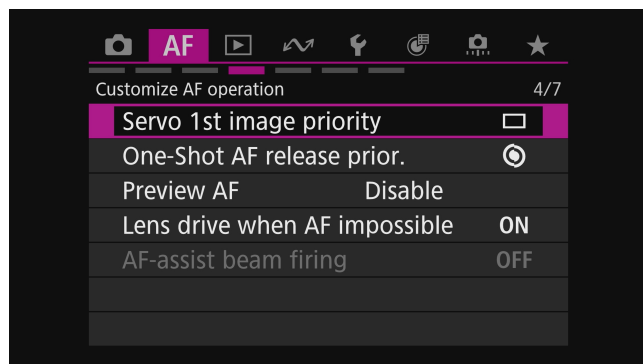 AF
Customize AF operation 4/7
Servo 1st image priority
One-Shot AF release prior.
Preview AF Disable
Lens drive when AF impossible ON
AF-assist beam firing OFF